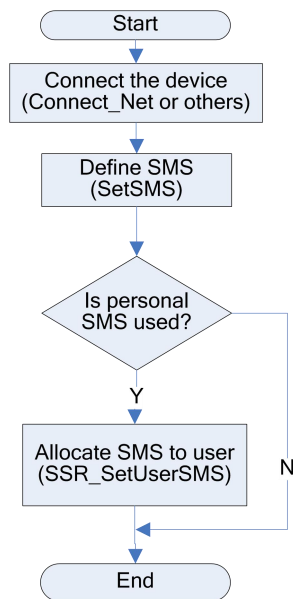 Start
Connect the device
(Connect_Net or others)
Define SMS
(SetSMS)
Is personal
SMS used?
Y
Allocate SMS to user
(SSR_SetUserSMS)
N
End